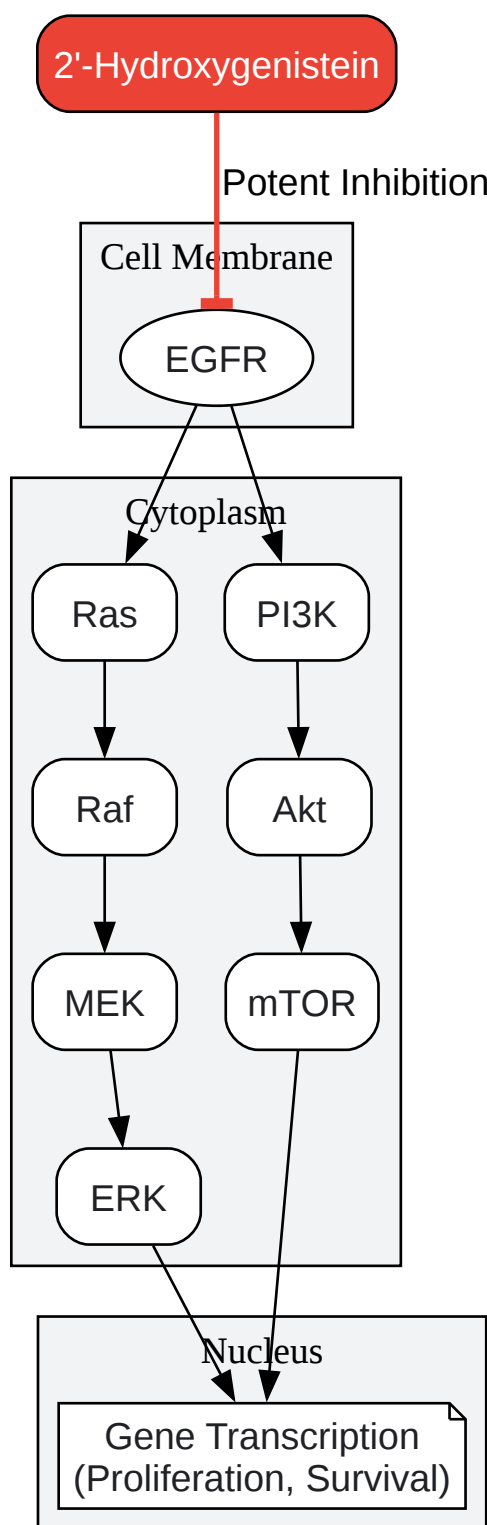 2'-Hydroxygenistein
Potent Inhibition
Cell Membrane
EGFR
Cytoplasm
Ras
PI3K
Raf
Akt
MEK
mTOR
ERK
Nucleus
Gene Transcription
(Proliferation, Survival)